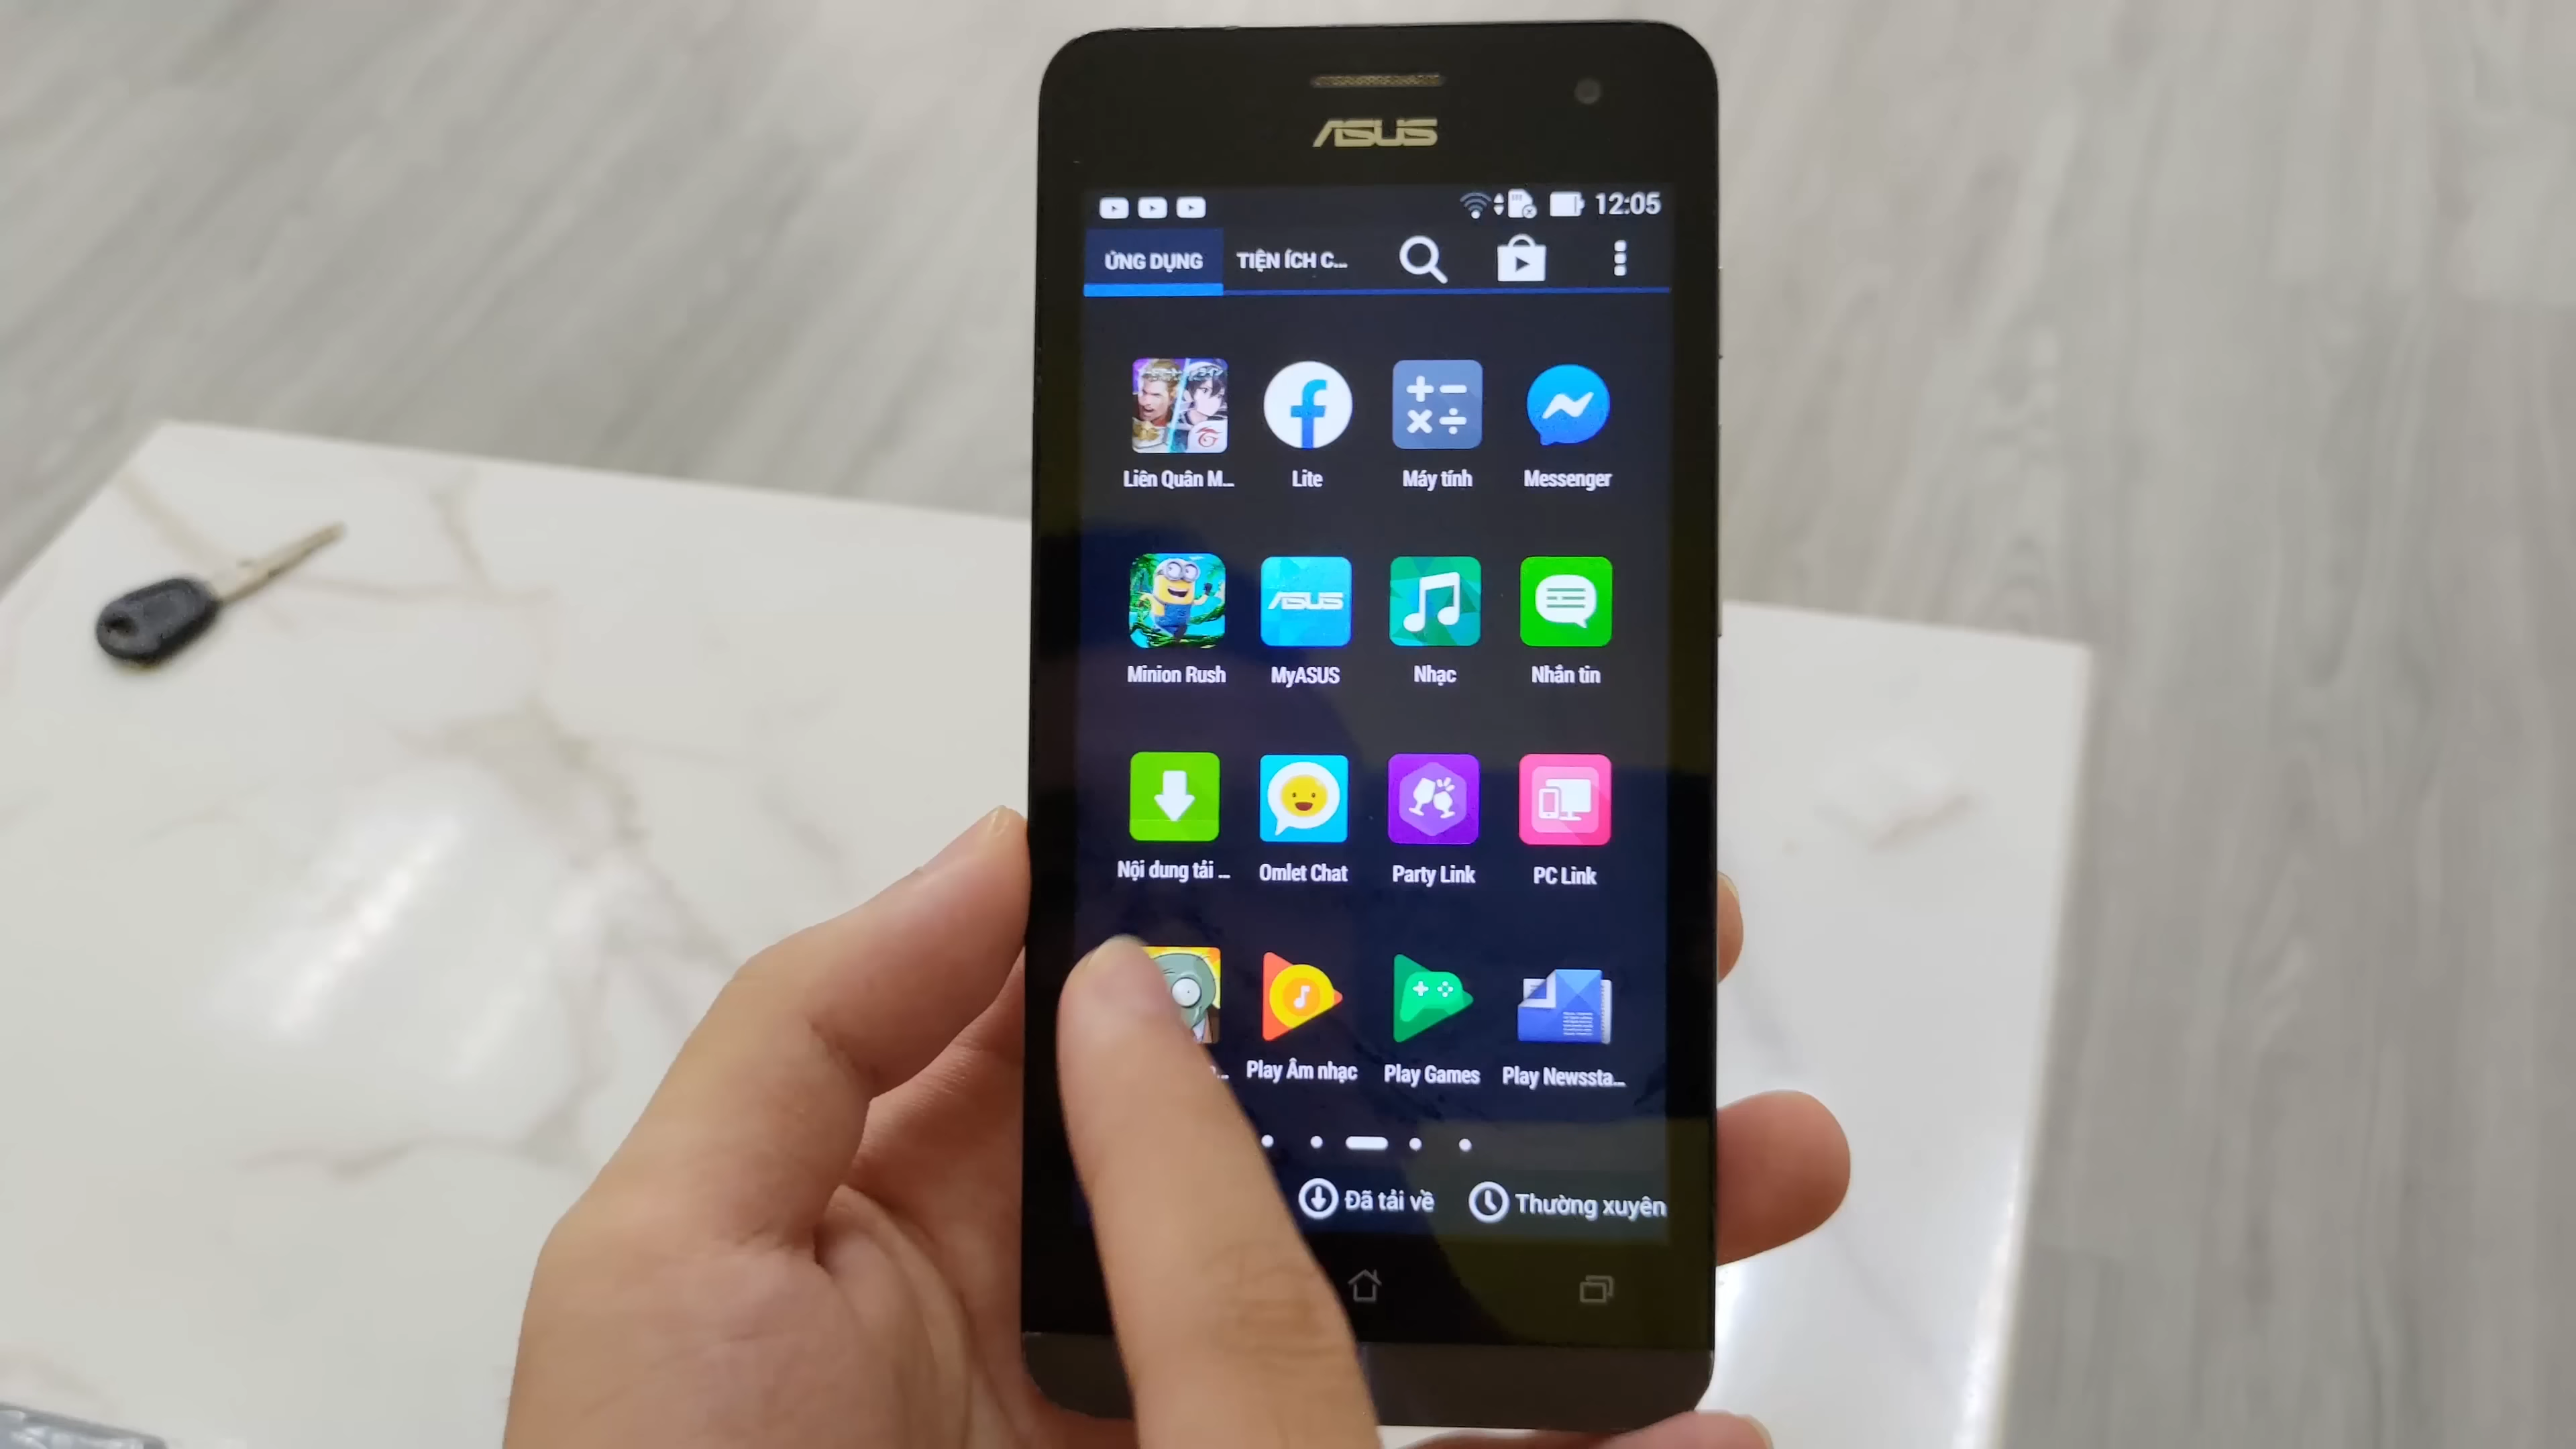 ASUS
12:05
ỨNG DỤNG
TIỆN ÍCH C...
Liên Quân M...
Lite
Máy tính
Messenger
ASUS
Minion Rush
MyASUS
Nhạc
Nhắn tin
Nội dung tải ...
Omlet Chat
Party Link
PC Link
Play Âm nhạc
Play Games
Play Newssta...
Đã tải về
Thường xuyên